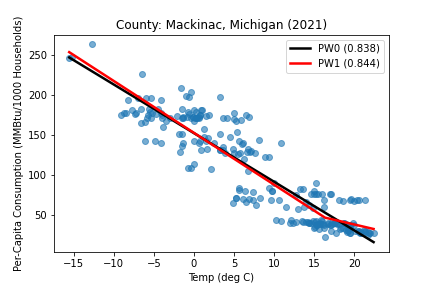 County: Mackinac, Michigan (2021)
PW0 (0.838)
PW1 (0.844)
Per-Capita Consumption (MMBtu/1000 Households)
250
200
150
100
50
−15
−10
−5
0
5
10
15
20
Temp (deg C)